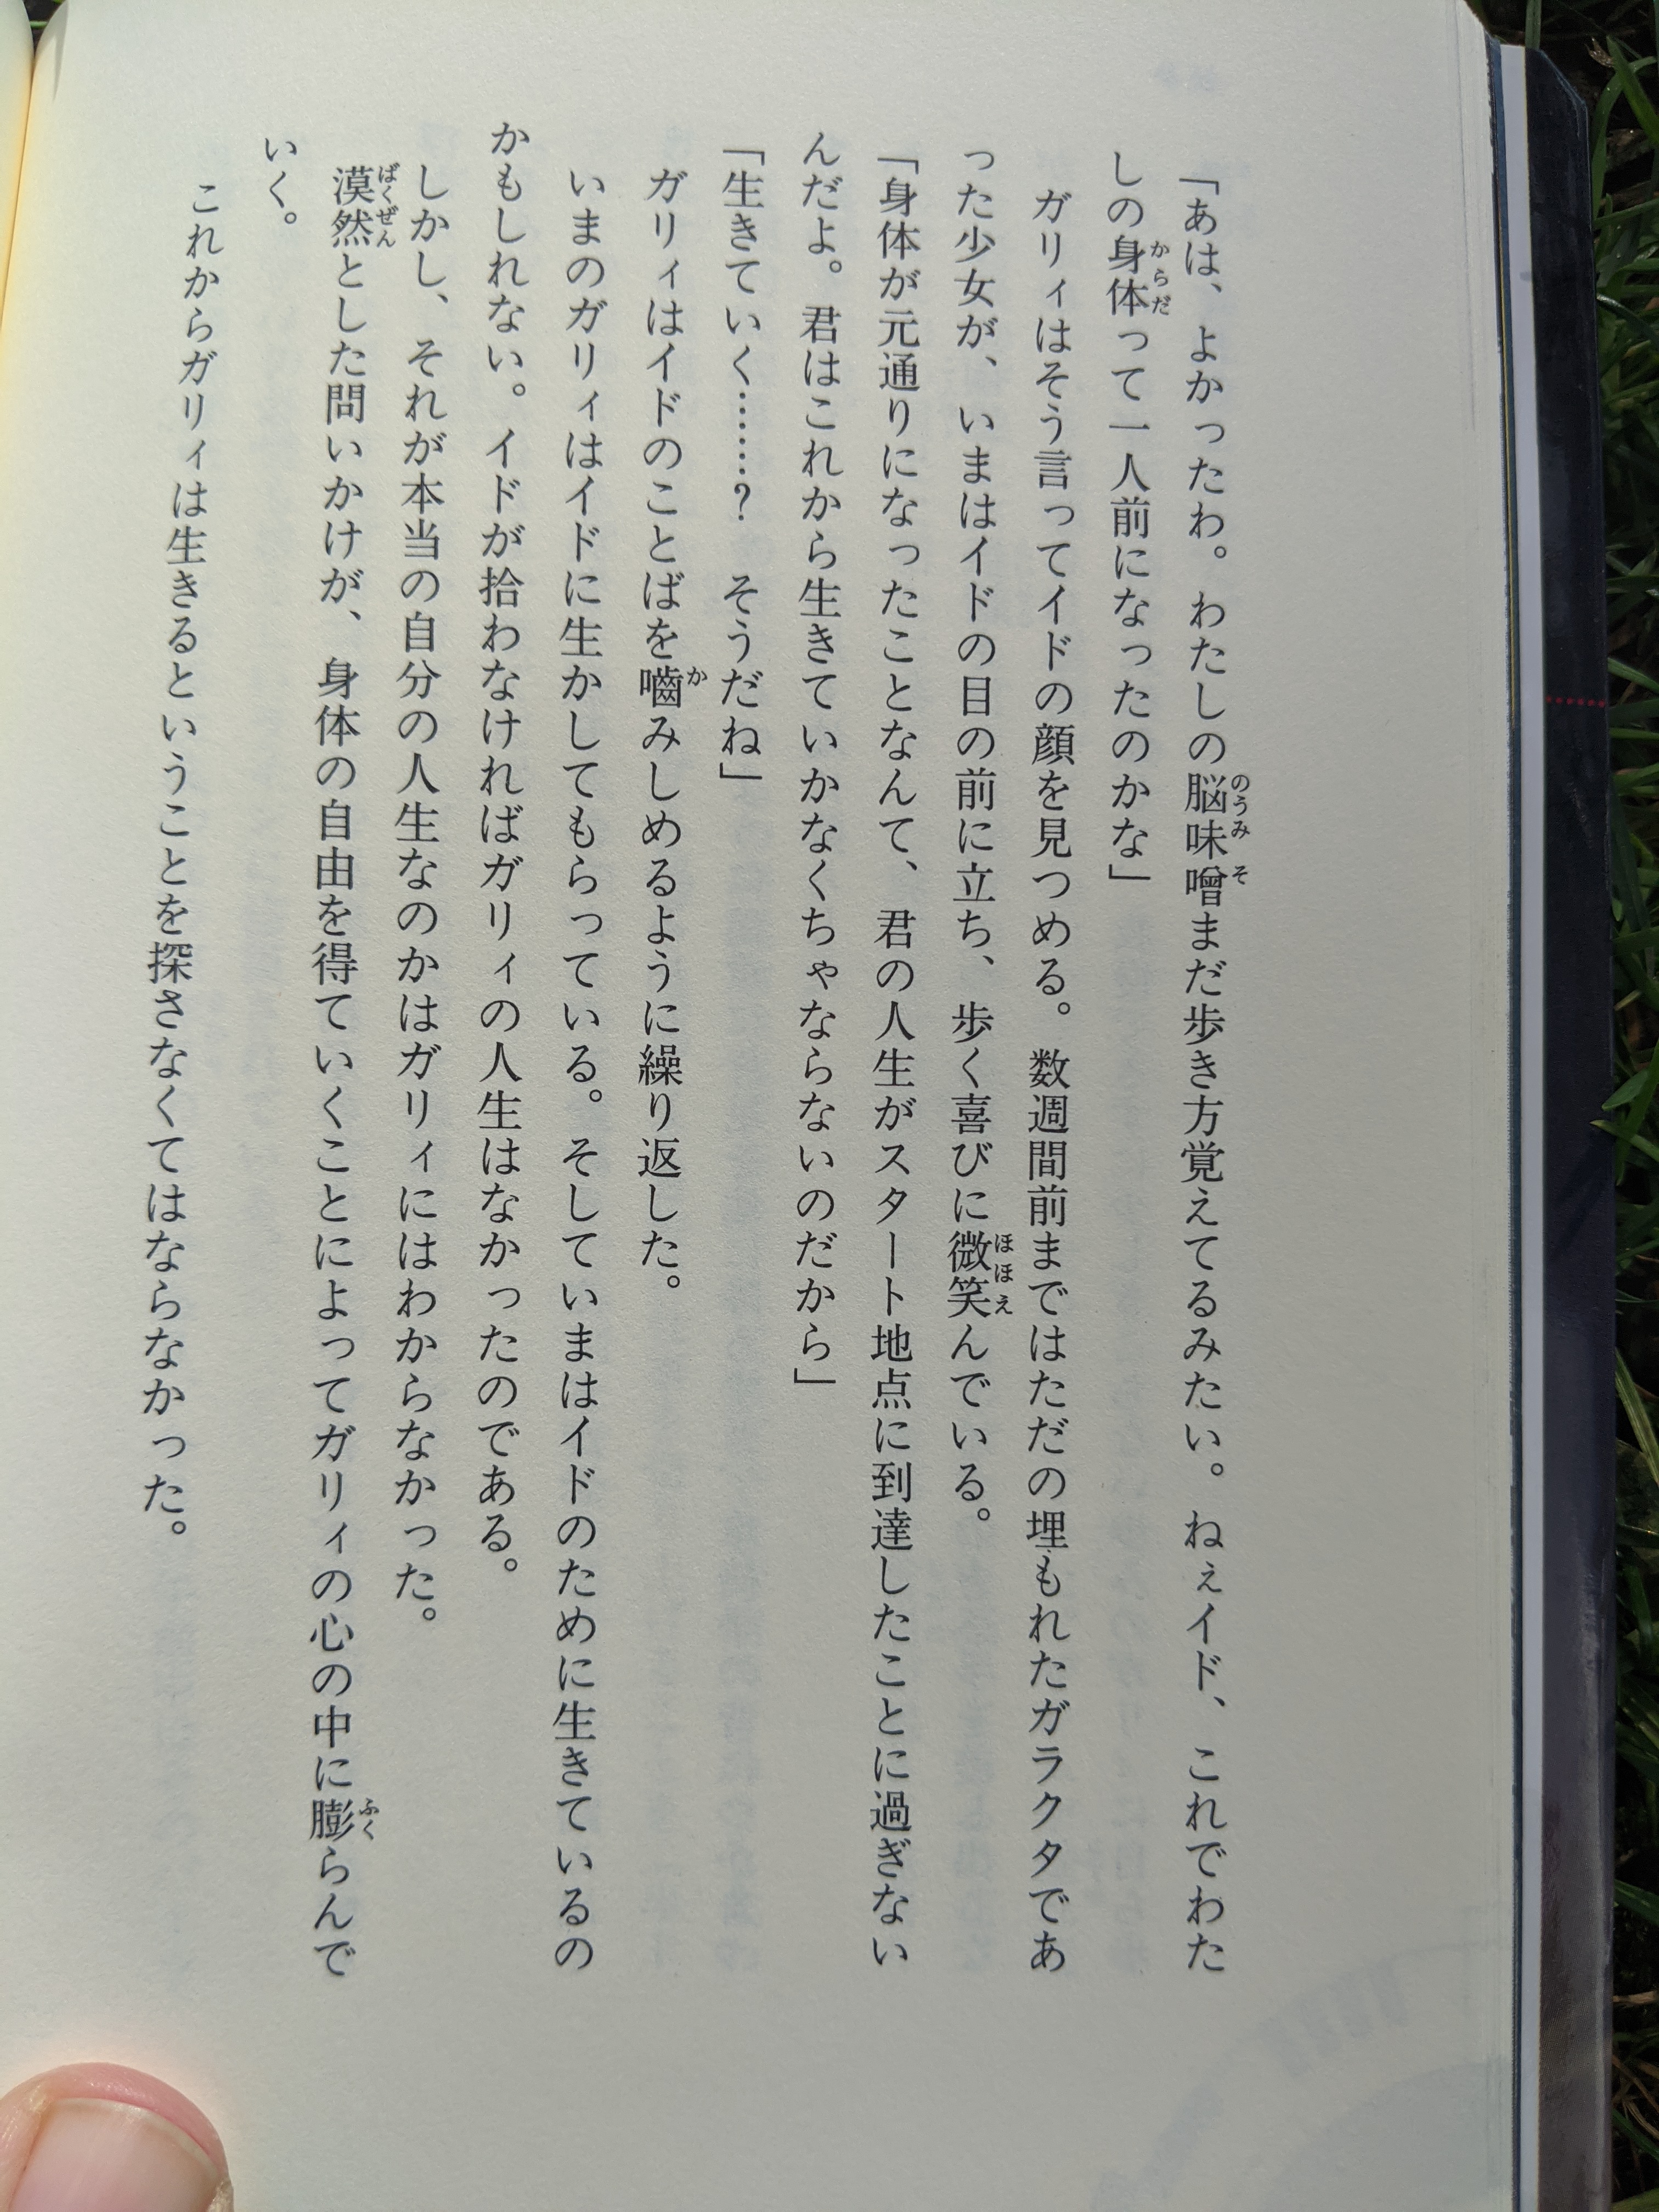 「あは、よかったわ。わたしの脳味噌まだ歩き方覚えてるみたい。ねぇイド、これでわた
しの身体って一人前になったのかな」
ガリィはそう言ってイドの顔を見つめる。数週間前まではただの埋もれたガラクタであ
った少女が、いまはイドの目の前に立ち、歩く喜びに微笑んでいる。
「身体が元通りになったことなんて、君の人生がスタート地点に到達したことに過ぎない
んだよ。君はこれから生きていかなくちゃならないのだから」
「生きていく……？　そうだね」
ガリィはイドのことばを嚙みしめるように繰り返した。
いまのガリィはイドに生かしてもらっている。そしていまはイドのために生きているの
かもしれない。イドが拾わなければガリィの人生はなかったのである。
しかし、それが本当の自分の人生なのかはガリィにはわからなかった。
漠然とした問いかけが、身体の自由を得ていくことによってガリィの心の中に膨らんで
いく。
これからガリィは生きるということを探さなくてはならなかった。